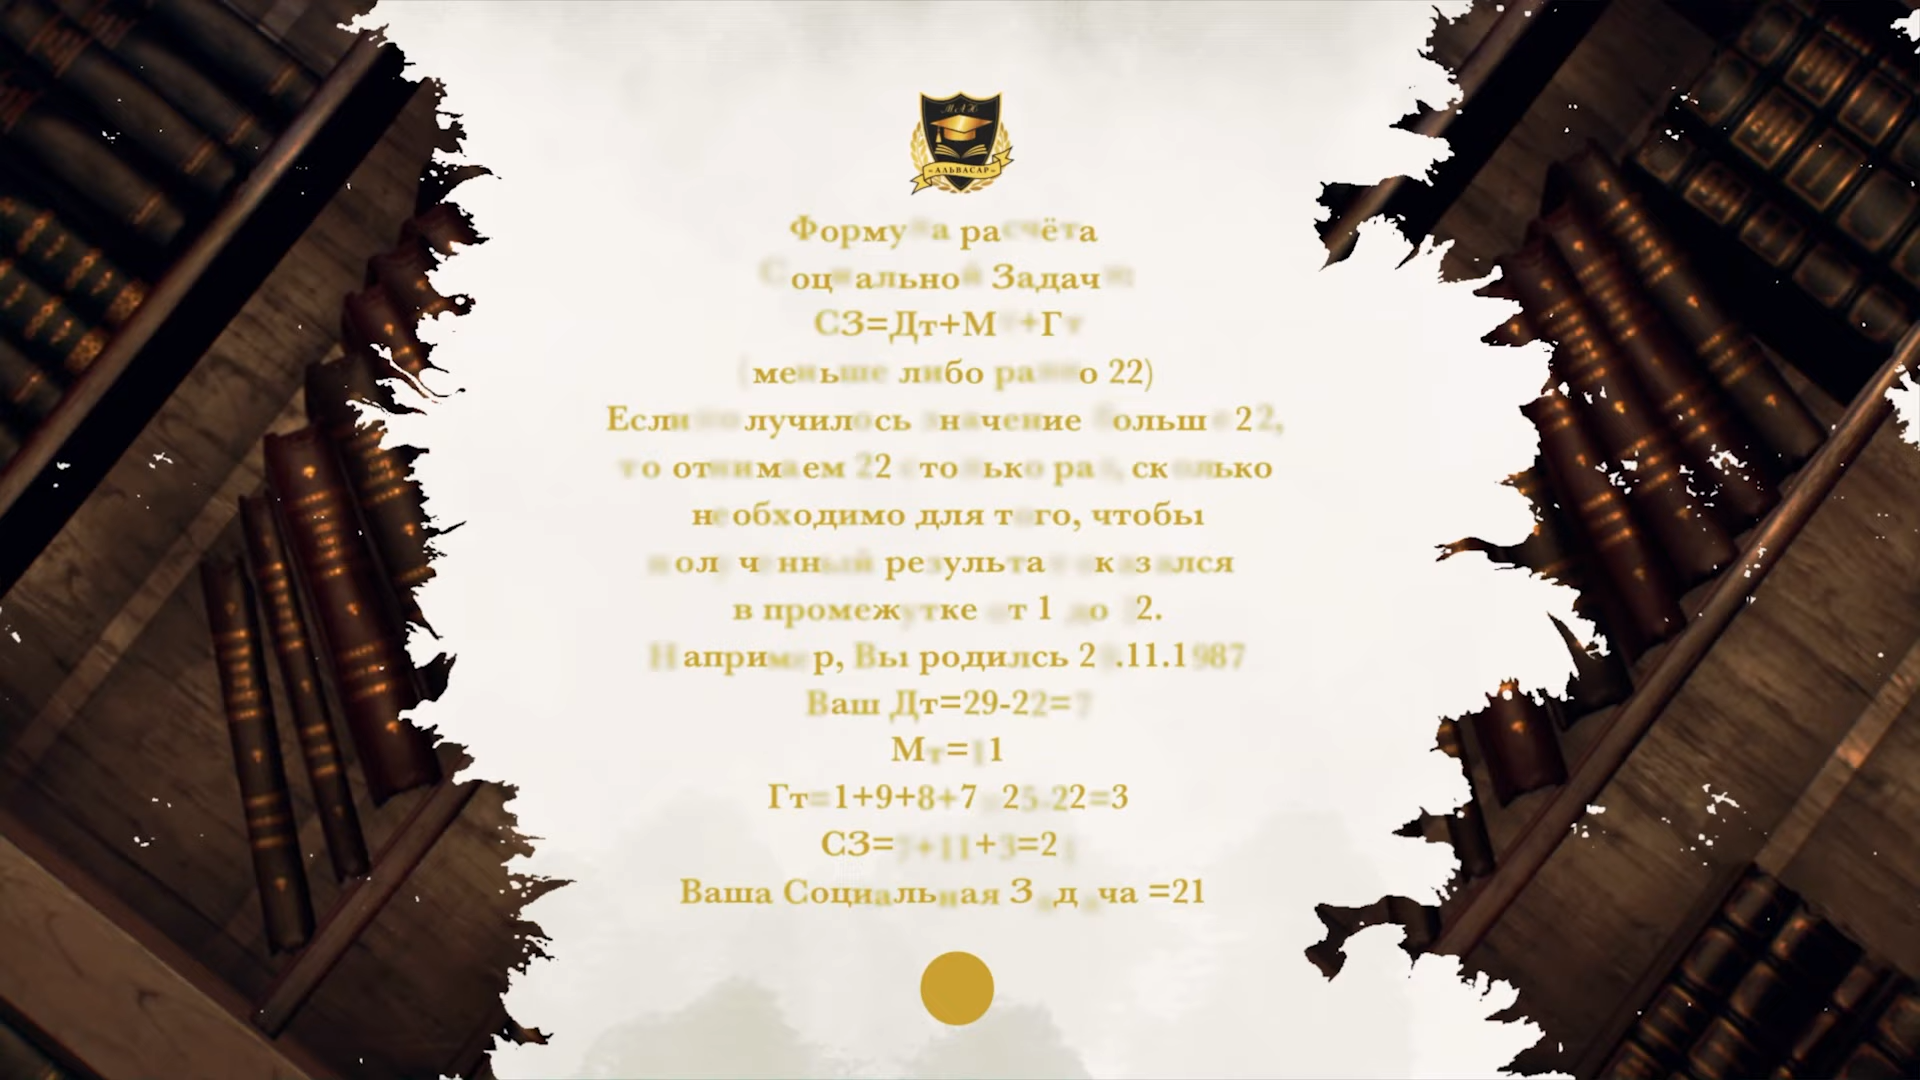 МАК
АЛЬВАСАР
Формула расчёта
Социальной Задачи:
СЗ=Дт+Мт+Гт
(меньше либо равно 22)
Если получилось значение больше 22,
то отнимаем 22 столько раз, сколько
необходимо для того, чтобы
полученный результат оказался
в промежутке от 1 до 22.
Например, Вы родились 29.11.1987
Ваш Дт=29-22=7
Мт=11
Гт=1+9+8+7=25-22=3
СЗ=7+11+3=21
Ваша Социальная Задача =21